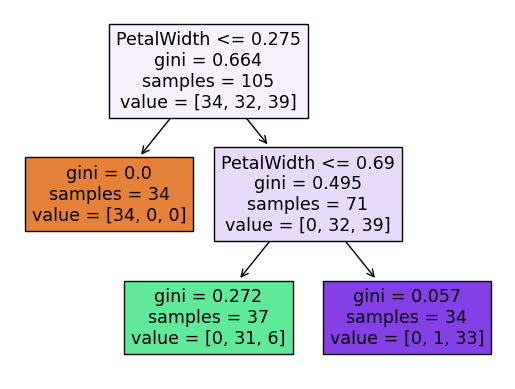 PetalWidth <= 0.275
gini = 0.664
samples = 105
value = [34, 32, 39]
gini = 0.0
samples = 34
value = [34, 0, 0]
PetalWidth <= 0.69
gini = 0.495
samples = 71
value = [0, 32, 39]
gini = 0.272
samples = 37
value = [0, 31, 6]
gini = 0.057
samples = 34
value = [0, 1, 33]